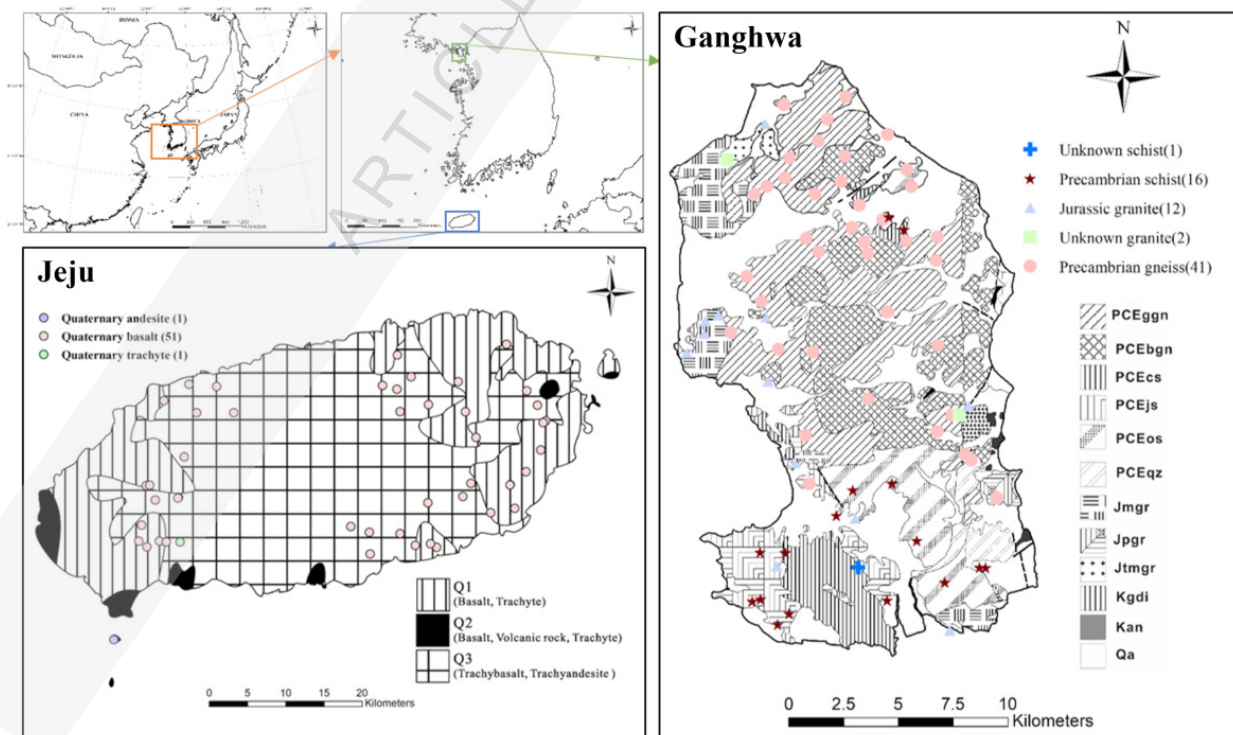 RUSSIA
MONGOLIA
CHINA
KOREA
JAPAN
ARTICLE
Ganghwa
N
Unknown schist(1)
Precambrian schist(16)
Jurassic granite(12)
Unknown granite(2)
Precambrian gneiss(41)
PCEggn
PCEbgn
PCEcs
PCEjs
PCEos
PCEqz
Jmgr
Jpgr
Jtmgr
Kgdi
Kan
Qa
0 2.5 5 7.5 10
Kilometers
Jeju
N
Quaternary andesite (1)
Quaternary basalt (51)
Quaternary trachyte (1)
Q1
(Basalt, Trachyte)
Q2
(Basalt, Volcanic rock, Trachyte)
Q3
(Trachybasalt, Trachyandesite )
0 5 10 15 20
Kilometers